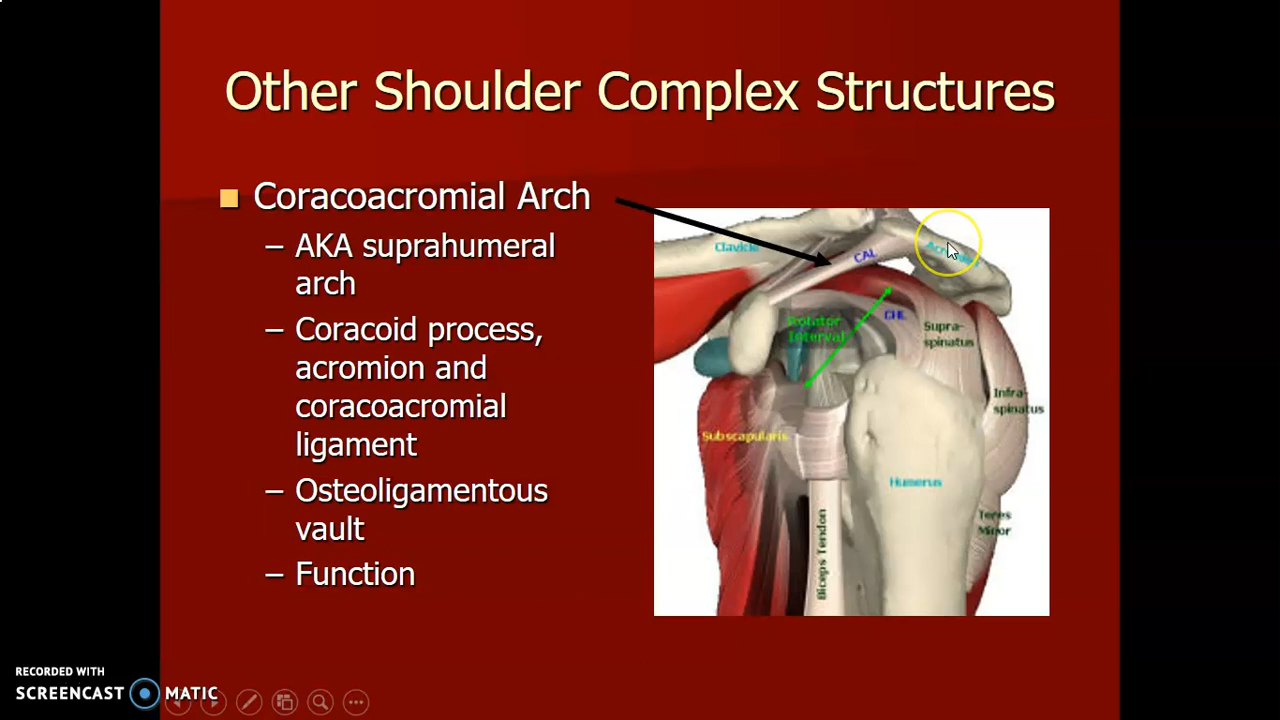 Other Shoulder Complex Structures
Coracoacromial Arch
– AKA suprahumeral
arch
– Coracoid process,
acromion and
coracoacromial
ligament
– Osteoligamentous
vault
– Function
Clavicle
CAL
Rotator
Interval
CHL
Supra-
spinatus
Infra-
spinatus
Subscapularis
Humerus
Teres
Minor
Biceps Tendon
RECORDED WITH
SCREENCAST MATIC